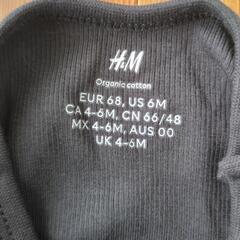 H&M
Organic cotton
EUR 68, US 6M
CA 4-6M, CN 66/48
MX 4-6M, AUS 00
UK 4-6M